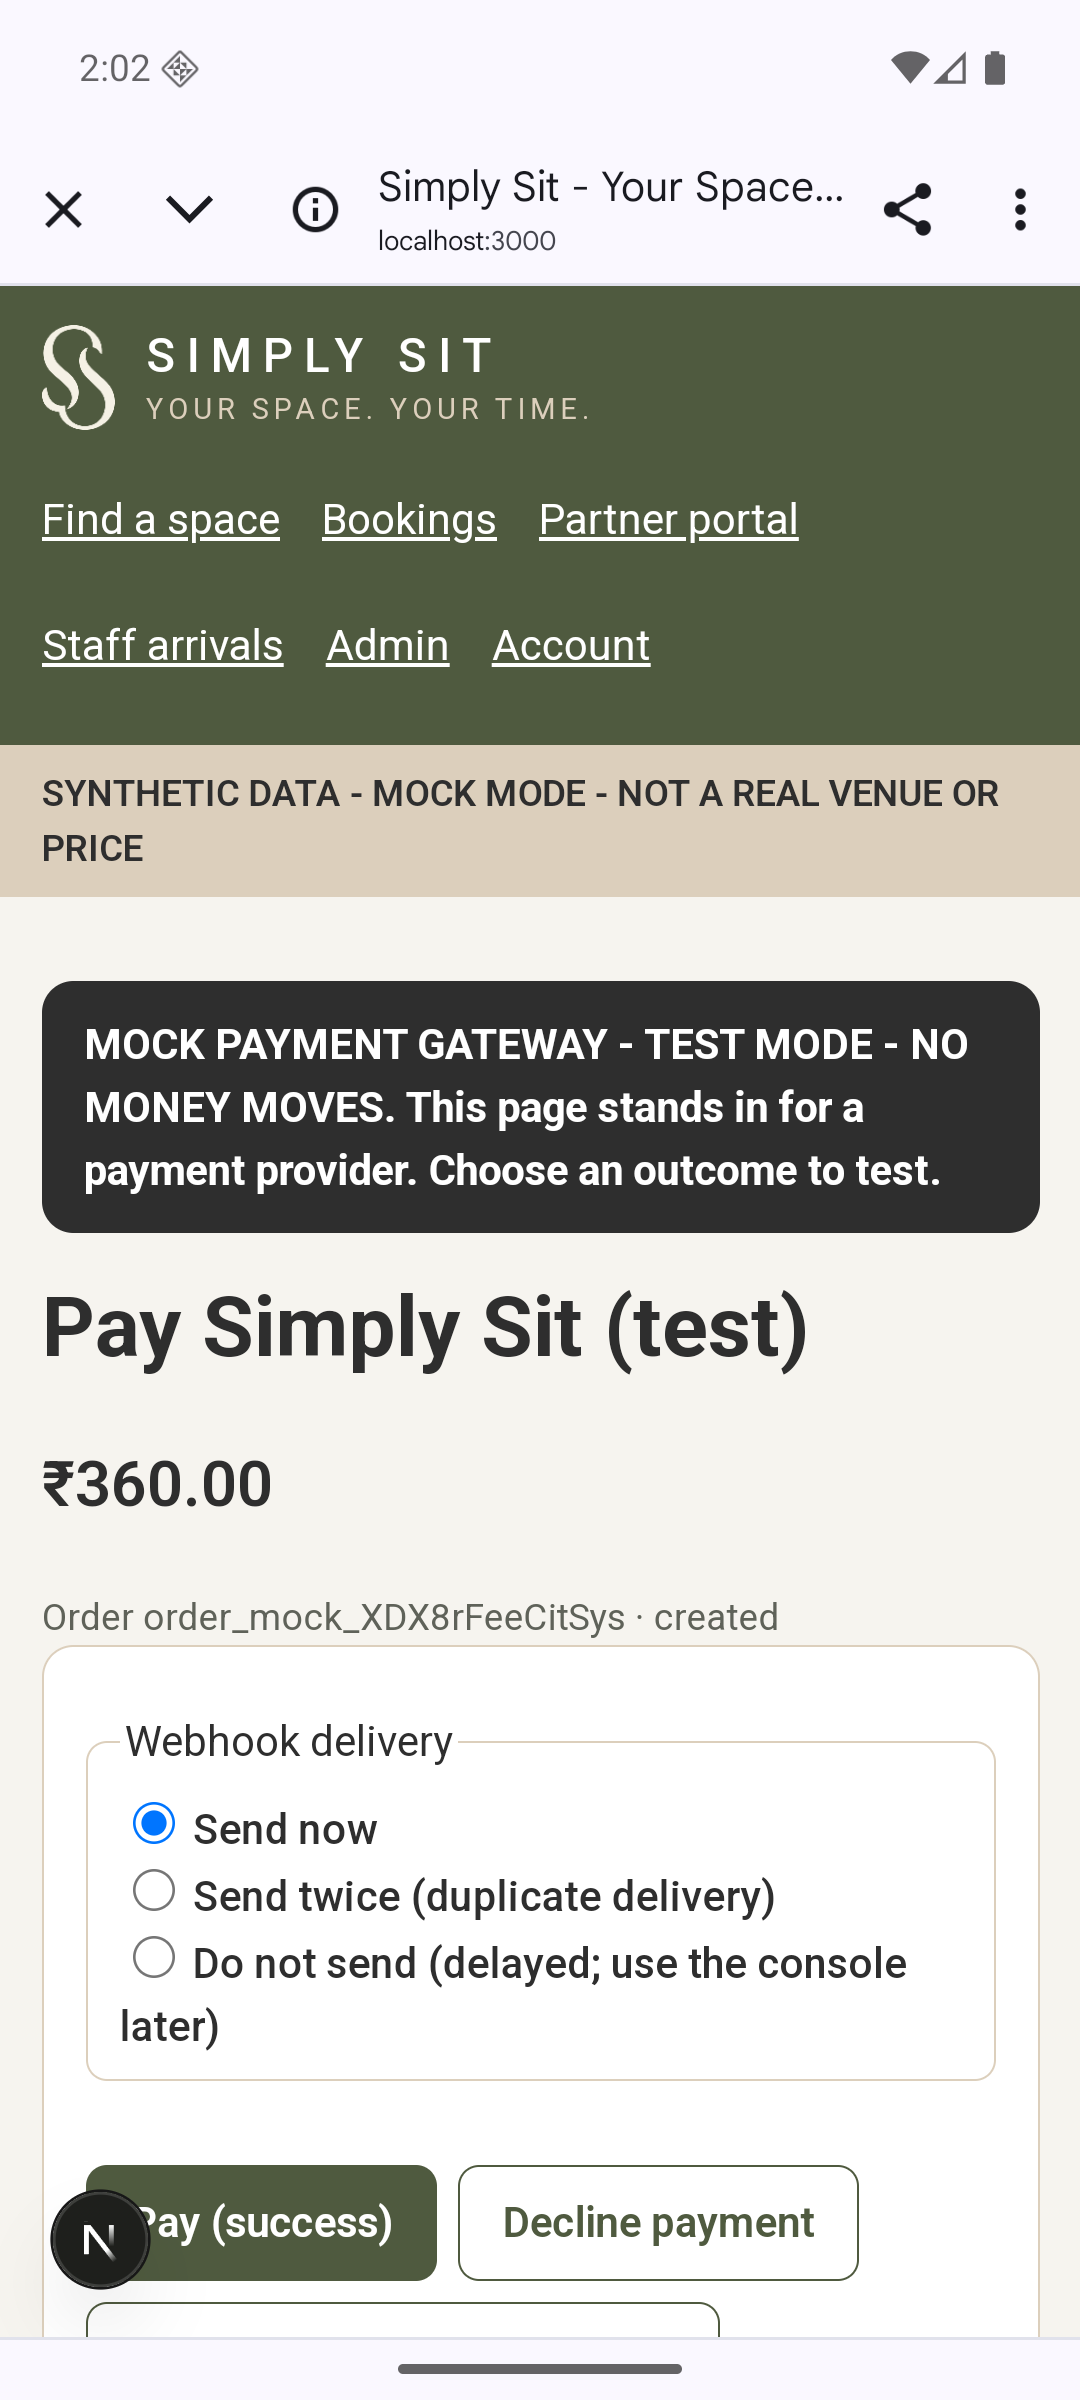 2:02
Simply Sit - Your Space...
localhost:3000
SIMPLY SIT
YOUR SPACE. YOUR TIME.
Find a space Bookings Partner portal
Staff arrivals Admin Account
SYNTHETIC DATA - MOCK MODE - NOT A REAL VENUE OR
PRICE
MOCK PAYMENT GATEWAY - TEST MODE - NO
MONEY MOVES. This page stands in for a
payment provider. Choose an outcome to test.
Pay Simply Sit (test)
₹360.00
Order order_mock_XDX8rFeeCitSys · created
Webhook delivery
Send now
Send twice (duplicate delivery)
Do not send (delayed; use the console
later)
Pay (success) Decline payment